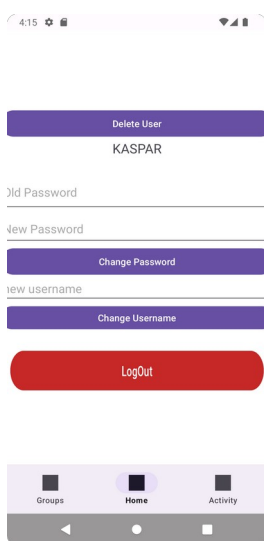 4:15
Delete User
KASPAR
Old Password
New Password
Change Password
new username
Change Username
LogOut
Groups Home Activity